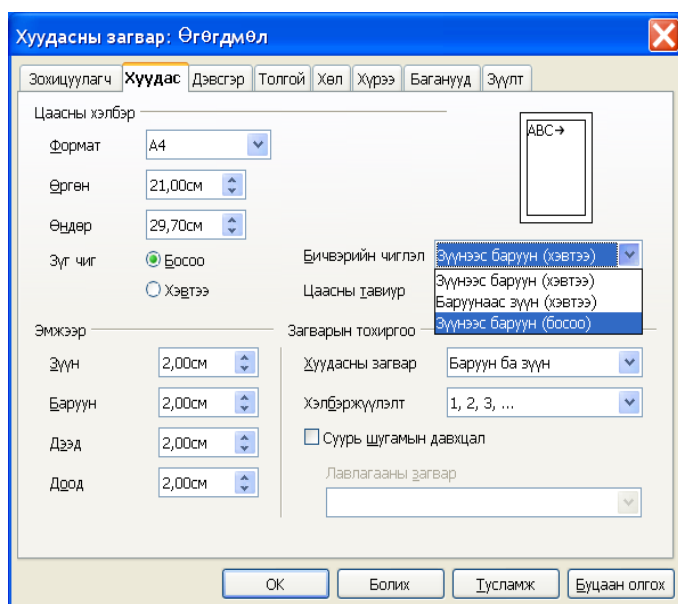 Хуудасны загвар: Өгөгдмөл
Зохицуулагч Хуудас Дэвсгэр Толгой Хөл Хүрээ Баганууд Зүүлт
Цаасны хэлбэр
Формат A4
ABC→
Өргөн 21,00см
Өндөр 29,70см
Зүг чиг Босоо
Бичвэрийн чиглэл Зүүнээс баруун (хэвтээ)
Зүүнээс баруун (хэвтээ)
Хэвтээ
Цаасны тавиур
Баруунаас зүүн (хэвтээ)
Зүүнээс баруун (босоо)
Эмжээр
Загварын тохиргоо
Зүүн 2,00см
Хуудасны загвар Баруун ба зүүн
Баруун 2,00см
Хэлбэржүүлэлт 1, 2, 3, ...
Дээд 2,00см
Суурь шугамын давхцал
Доод 2,00см
Лавлагааны загвар
ОК Болих Тусламж Буцаан олгох